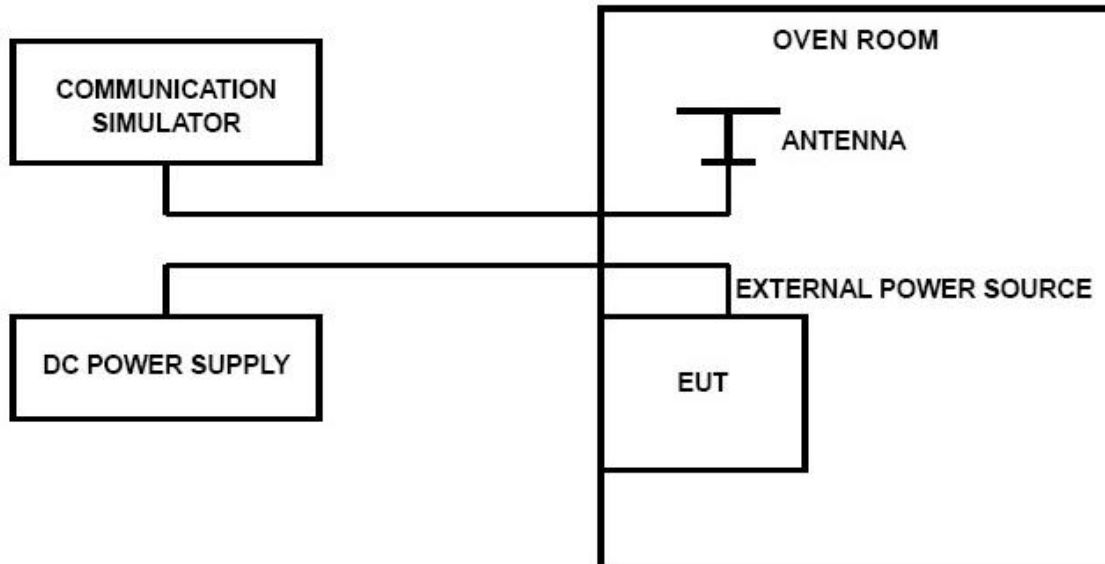 OVEN ROOM
COMMUNICATION
SIMULATOR
ANTENNA
EXTERNAL POWER SOURCE
DC POWER SUPPLY
EUT